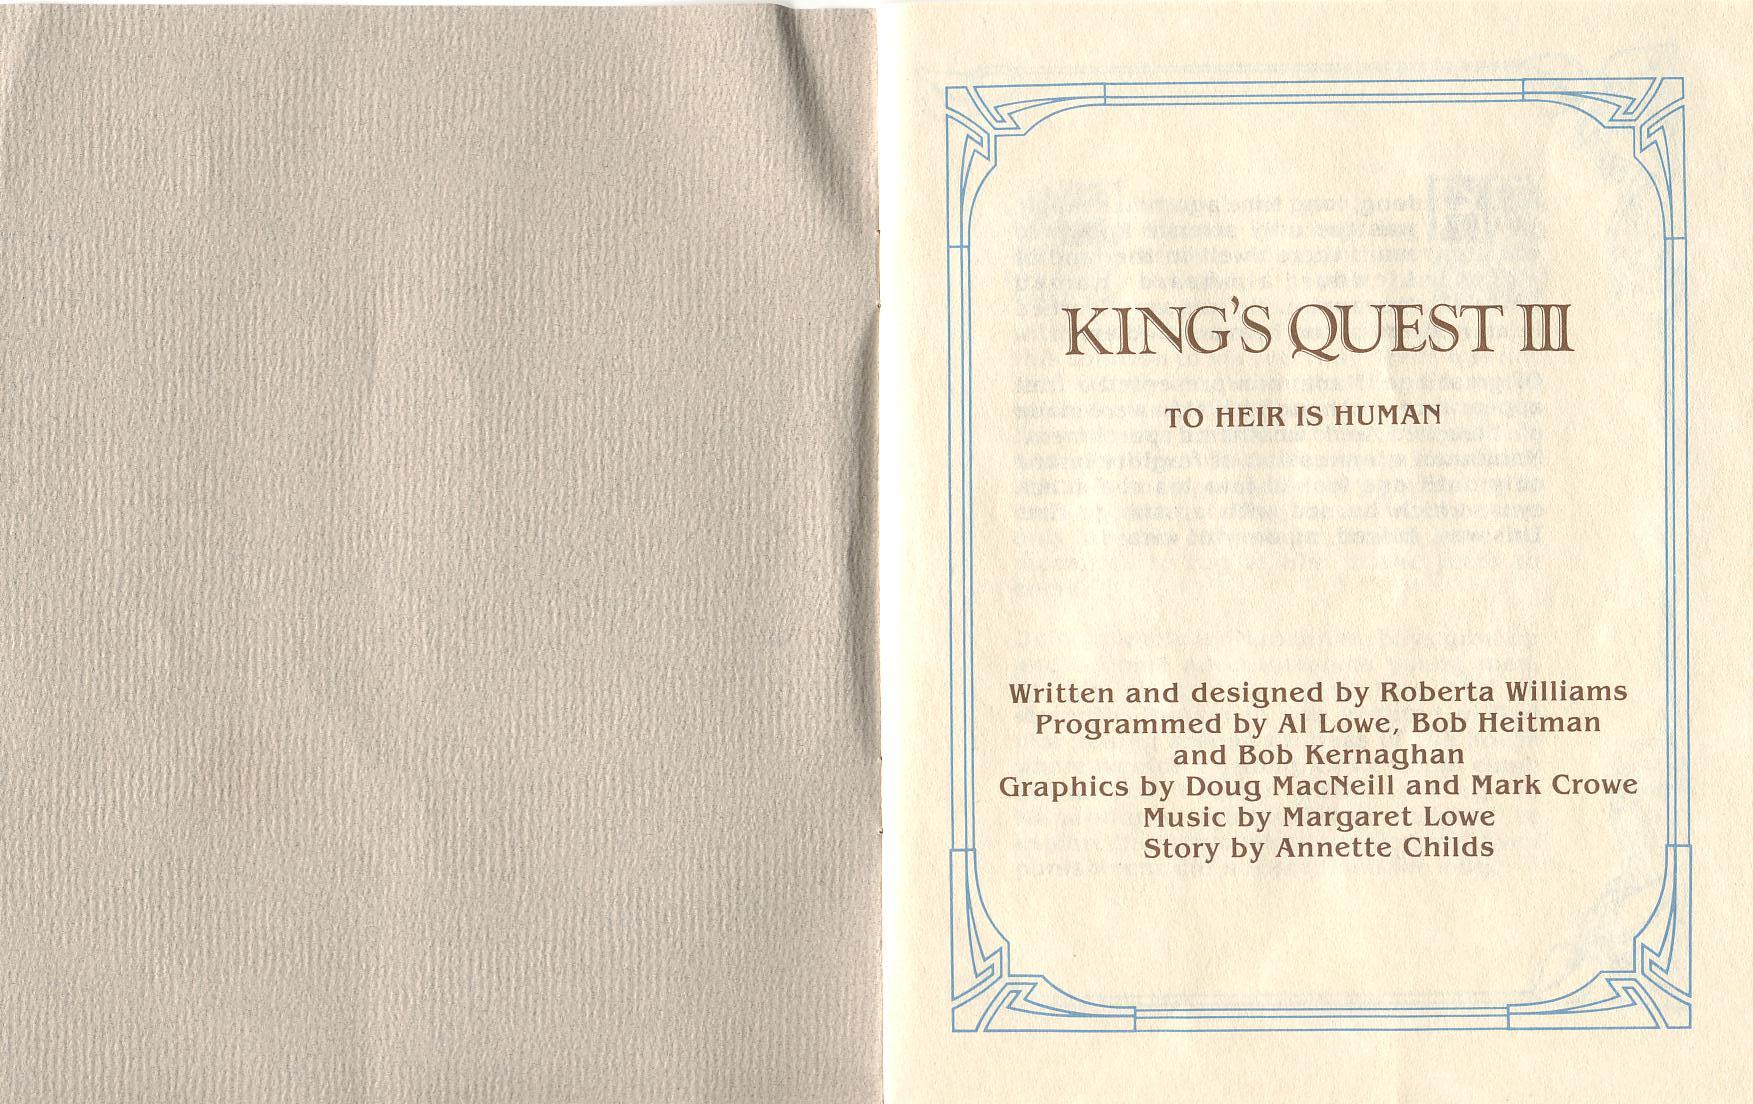 KING'S QUEST III
TO HEIR IS HUMAN
Written and designed by Roberta Williams
Programmed by Al Lowe, Bob Heitman
and Bob Kernaghan
Graphics by Doug MacNeill and Mark Crowe
Music by Margaret Lowe
Story by Annette Childs